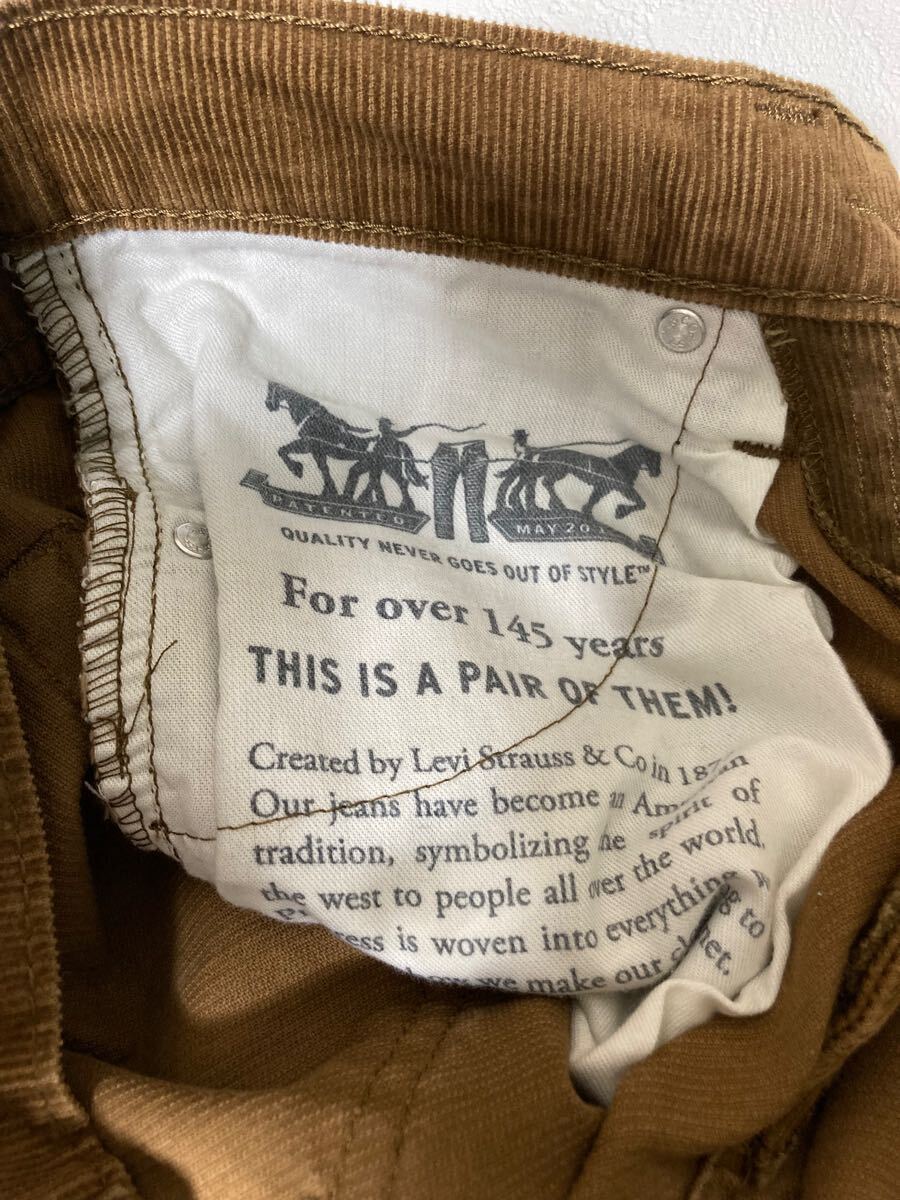 PATENTED
MAY 20
QUALITY NEVER GOES OUT OF STYLE™
For over 145 years
THIS IS A PAIR OF THEM!
Created by Levi Strauss & Co in
Our jeans have become an of
tradition, symbolizing spirit of
the west to people all over the world.
is woven into everything
we make our to